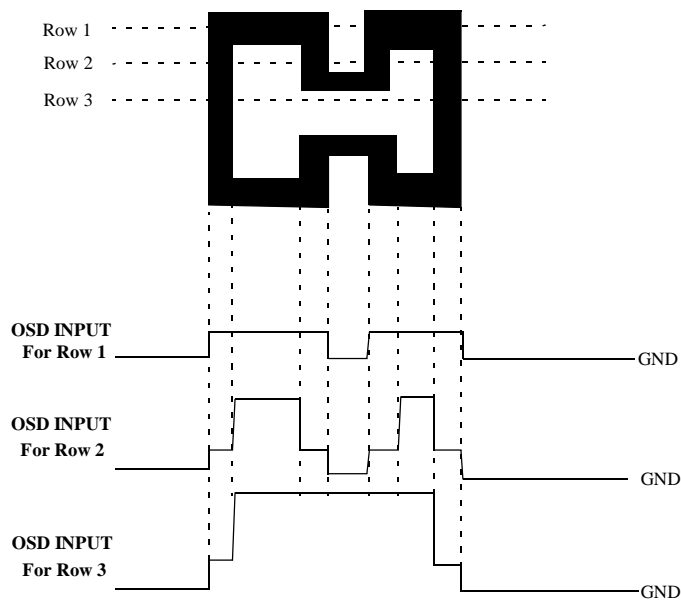 Row 1
Row 2
Row 3
OSD INPUT
For Row 1
GND
OSD INPUT
For Row 2
GND
OSD INPUT
For Row 3
GND